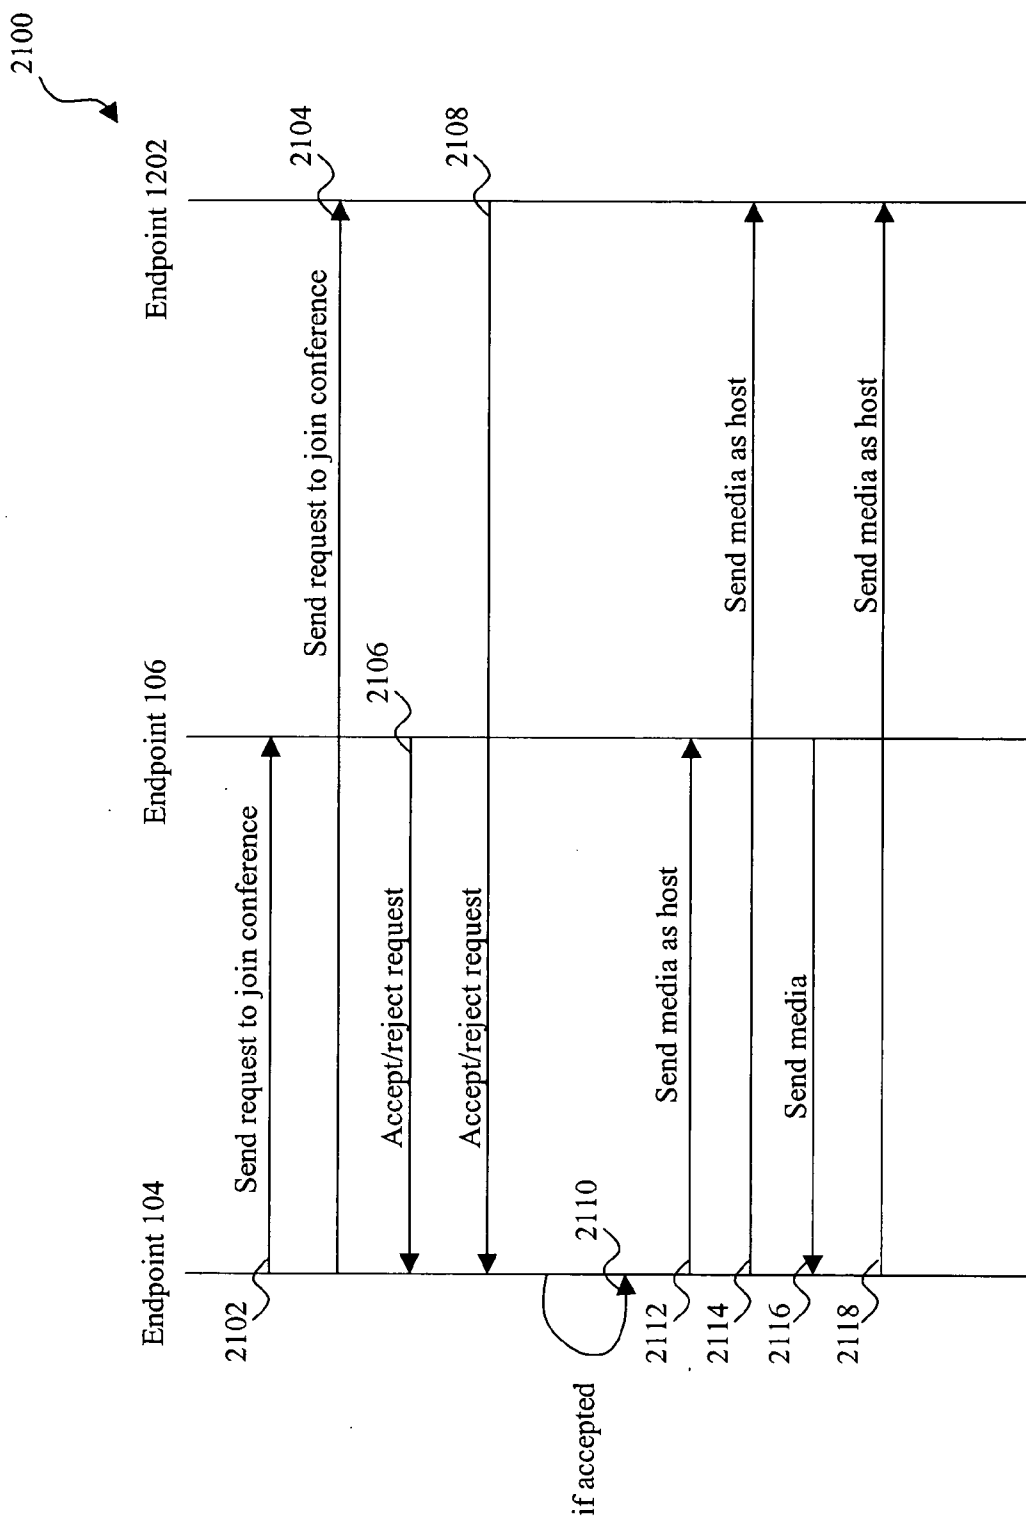 2100
Endpoint 104
Endpoint 106
Endpoint 1202
2102
Send request to join conference
Send request to join conference
2104
Accept/reject request
2106
Accept/reject request
2108
if accepted
2110
2112
Send media as host
2114
Send media as host
2116
Send media
2118
Send media as host